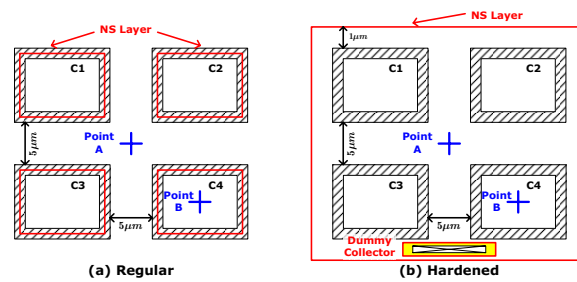 NS Layer
C1
C2
5μm
Point
A
C3
C4
Point
B
5μm
(a) Regular
NS Layer
1μm
C1
C2
5μm
Point
A
C3
C4
Point
B
5μm
Dummy
Collector
(b) Hardened